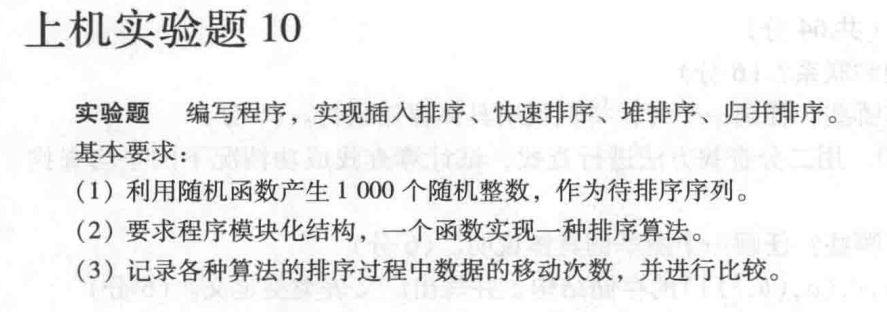 上机实验题 10
实验题 编写程序，实现插入排序、快速排序、堆排序、归并排序。
基本要求：
(1) 利用随机函数产生 1 000 个随机整数，作为待排序序列。
(2) 要求程序模块化结构，一个函数实现一种排序算法。
(3) 记录各种算法的排序过程中数据的移动次数，并进行比较。